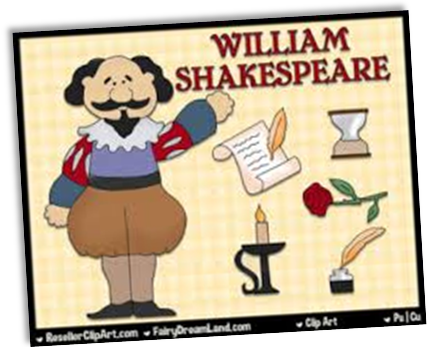 WILLIAM
SHAKESPEARE
ResellerClipArt.com FairyDreamLand.com Clip Art Ps | Cu